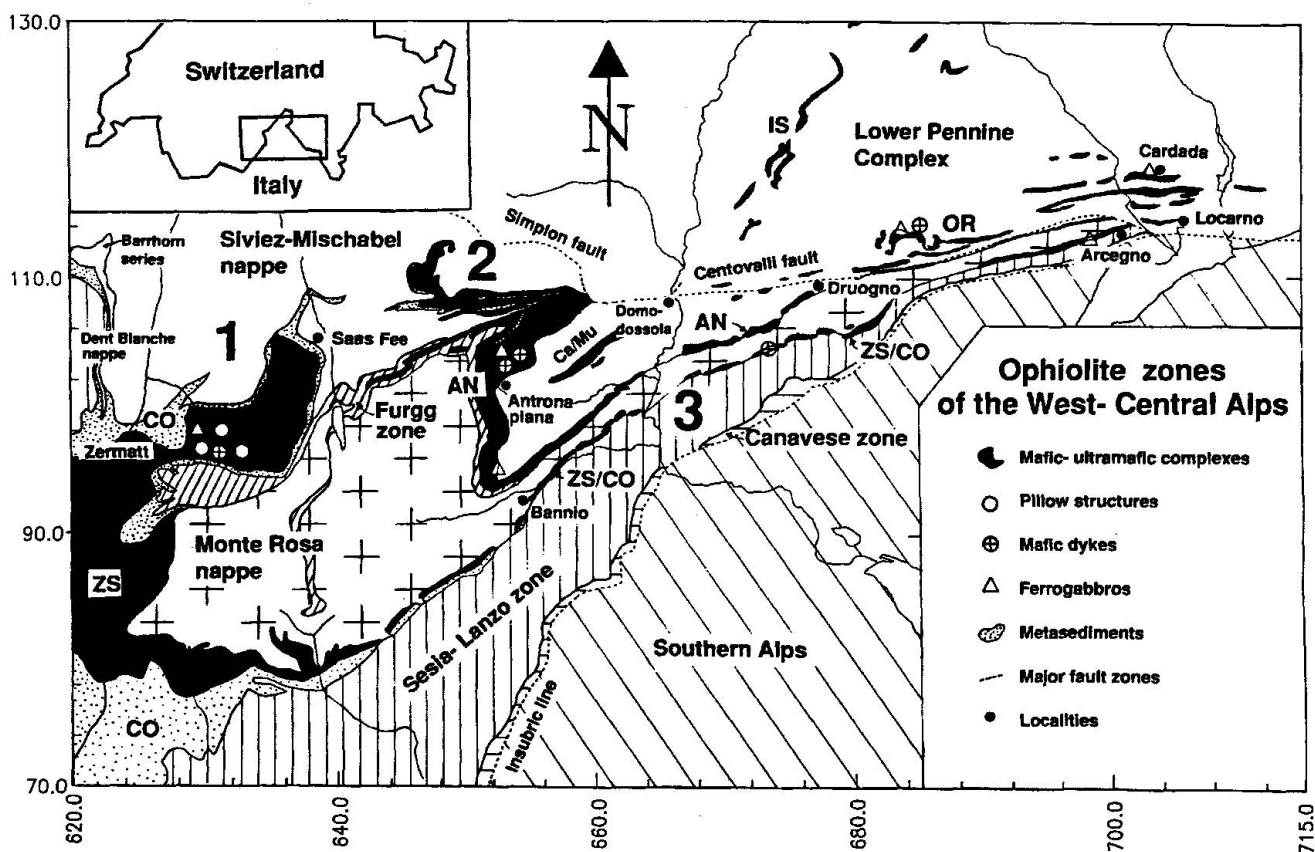 130.0
110.0
90.0
70.0
Switzerland
Italy
N
IS
Lower Pennine
Complex
Cardada
Locarno
OR
Arcegno
Simplon fault
Centovalli fault
Siviez-Mischabel
nappe
Barrhorn
series
2
Dent Blanche
nappe
1
Saas Fee
Domo-
dossola
Druogno
AN
Ca/Mu
ZS/CO
CO
Zermatt
AN
Antrona
piana
Furgg
zone
3
Canavese zone
ZS/CO
Bannio
Monte Rosa
nappe
ZS
Sesia- Lanzo zone
Southern Alps
Insubric line
CO
Ophiolite zones
of the West- Central Alps
Mafic- ultramafic complexes
Pillow structures
Mafic dykes
Ferrogabbros
Metasediments
Major fault zones
Localities
620.0
640.0
660.0
680.0
700.0
715.0